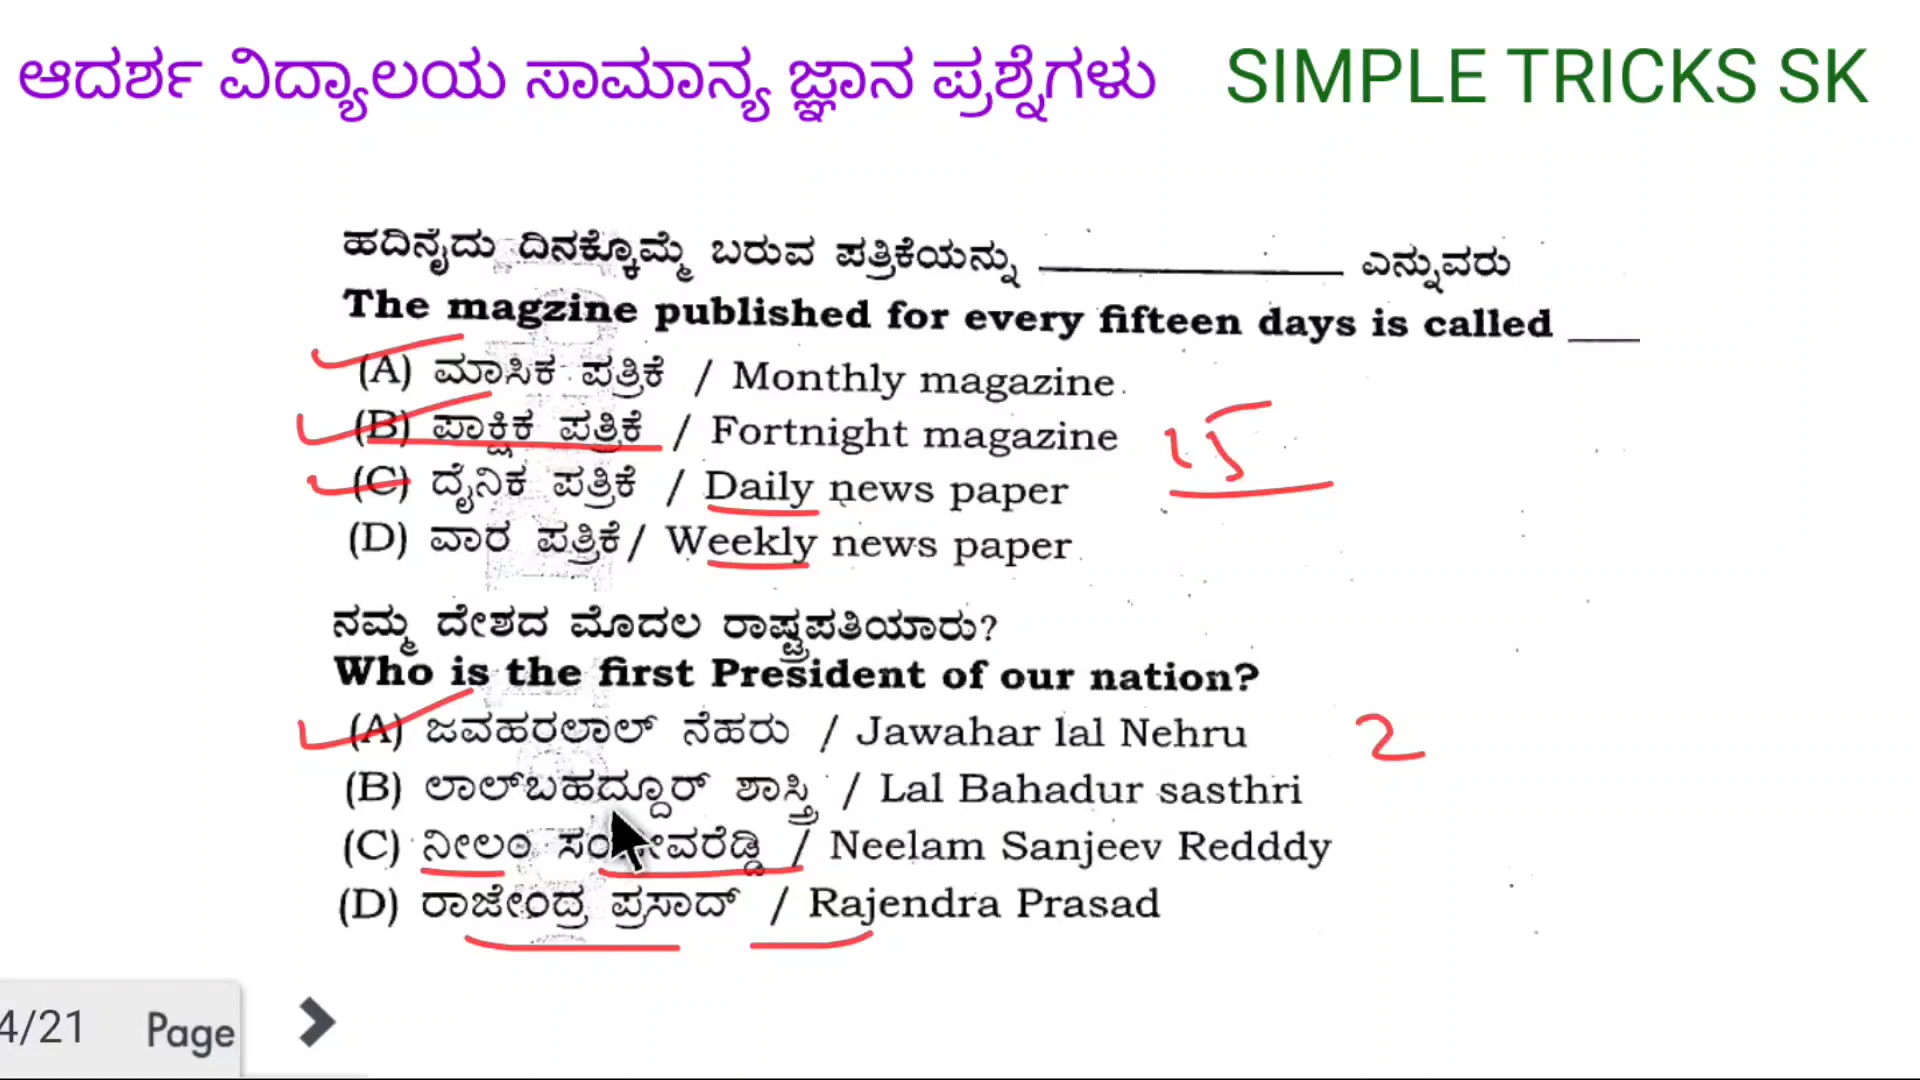 ಆದರ್ಶ ವಿದ್ಯಾಲಯ ಸಾಮಾನ್ಯ ಜ್ಞಾನ ಪ್ರಶ್ನೆಗಳು SIMPLE TRICKS SK
ಹದಿನೈದು ದಿನಕ್ಕೊಮ್ಮೆ ಬರುವ ಪತ್ರಿಕೆಯನ್ನು ____________ ಎನ್ನುವರು
The magzine published for every fifteen days is called ___
(A) ಮಾಸಿಕ ಪತ್ರಿಕೆ / Monthly magazine
(B) ಪಾಕ್ಷಿಕ ಪತ್ರಿಕೆ / Fortnight magazine 15
(C) ದೈನಿಕ ಪತ್ರಿಕೆ / Daily news paper
(D) ವಾರ ಪತ್ರಿಕೆ/ Weekly news paper
ನಮ್ಮ ದೇಶದ ಮೊದಲ ರಾಷ್ಟ್ರಪತಿಯಾರು?
Who is the first President of our nation?
(A) ಜವಹರಲಾಲ್ ನೆಹರು / Jawahar lal Nehru 2
(B) ಲಾಲ್‌ಬಹದ್ದೂರ್ ಶಾಸ್ತ್ರಿ / Lal Bahadur sasthri
(C) ನೀಲಂ / Neelam Sanjeev Redddy
(D) ರಾಜೇಂದ್ರ ಪ್ರಸಾದ್ / Rajendra Prasad
4/21 Page